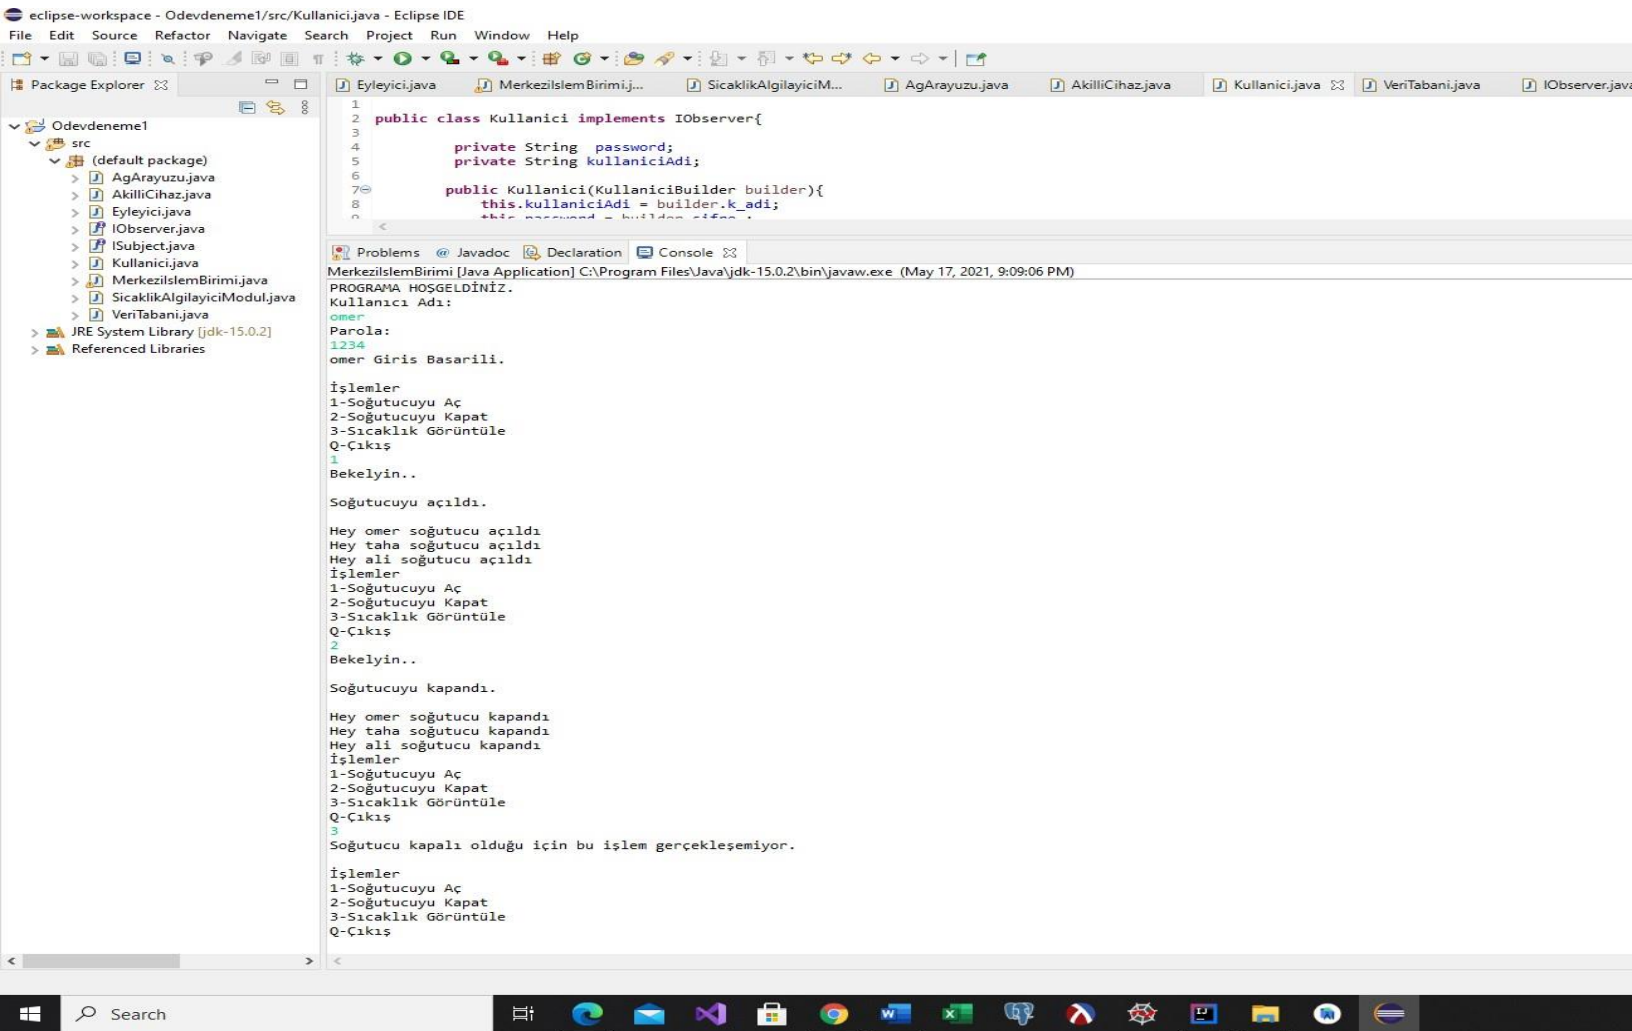 eclipse-workspace - Odevdeneme1/src/Kullanici.java - Eclipse IDE
File Edit Source Refactor Navigate Search Project Run Window Help
Package Explorer
Eyleyici.java MerkezilslemBirimi.j... SicaklikAlgilayiciM... AgArayuzu.java AkilliCihaz.java Kullanici.java VeriTabani.java IObserver.java
Odevdeneme1
src
(default package)
AgArayuzu.java
AkilliCihaz.java
Eyleyici.java
IObserver.java
ISubject.java
Kullanici.java
MerkezilslemBirimi.java
SicaklikAlgilayiciModul.java
VeriTabani.java
JRE System Library [jdk-15.0.2]
Referenced Libraries
1
2 public class Kullanici implements IObserver{
3
4 private String password;
5 private String kullaniciAdi;
6
7 public Kullanici(KullaniciBuilder builder){
8 this.kullaniciAdi = builder.k_adi;
9 this.password = builder.sifre ;
Problems Javadoc Declaration Console
MerkezilslemBirimi [Java Application] C:\Program Files\Java\jdk-15.0.2\bin\javaw.exe (May 17, 2021, 9:09:06 PM)
PROGRAMA HOŞGELDİNİZ.
Kullanıcı Adı:
omer
Parola:
1234
omer Giris Basarili.
İşlemler
1-Soğutucuyu Aç
2-Soğutucuyu Kapat
3-Sıcaklık Görüntüle
Q-Çıkış
1
Bekelyin..
Soğutucuyu açıldı.
Hey omer soğutucu açıldı
Hey taha soğutucu açıldı
Hey ali soğutucu açıldı
İşlemler
1-Soğutucuyu Aç
2-Soğutucuyu Kapat
3-Sıcaklık Görüntüle
Q-Çıkış
2
Bekelyin..
Soğutucuyu kapandı.
Hey omer soğutucu kapandı
Hey taha soğutucu kapandı
Hey ali soğutucu kapandı
İşlemler
1-Soğutucuyu Aç
2-Soğutucuyu Kapat
3-Sıcaklık Görüntüle
Q-Çıkış
3
Soğutucu kapalı olduğu için bu işlem gerçekleşemiyor.
İşlemler
1-Soğutucuyu Aç
2-Soğutucuyu Kapat
3-Sıcaklık Görüntüle
Q-Çıkış
Search